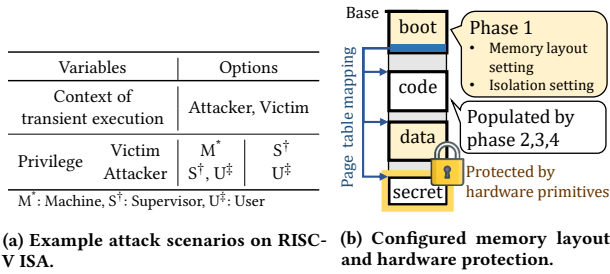 Variables Options
Context of
transient execution
Attacker, Victim
Privilege
Victim M* S†
Attacker S†, U‡ U‡
M*: Machine, S†: Supervisor, U‡: User
(a) Example attack scenarios on RISC-
V ISA.
Base
boot
code
data
secret
Page table mapping
Phase 1
• Memory layout
setting
• Isolation setting
Populated by
phase 2,3,4
Protected by
hardware primitives
(b) Configured memory layout
and hardware protection.